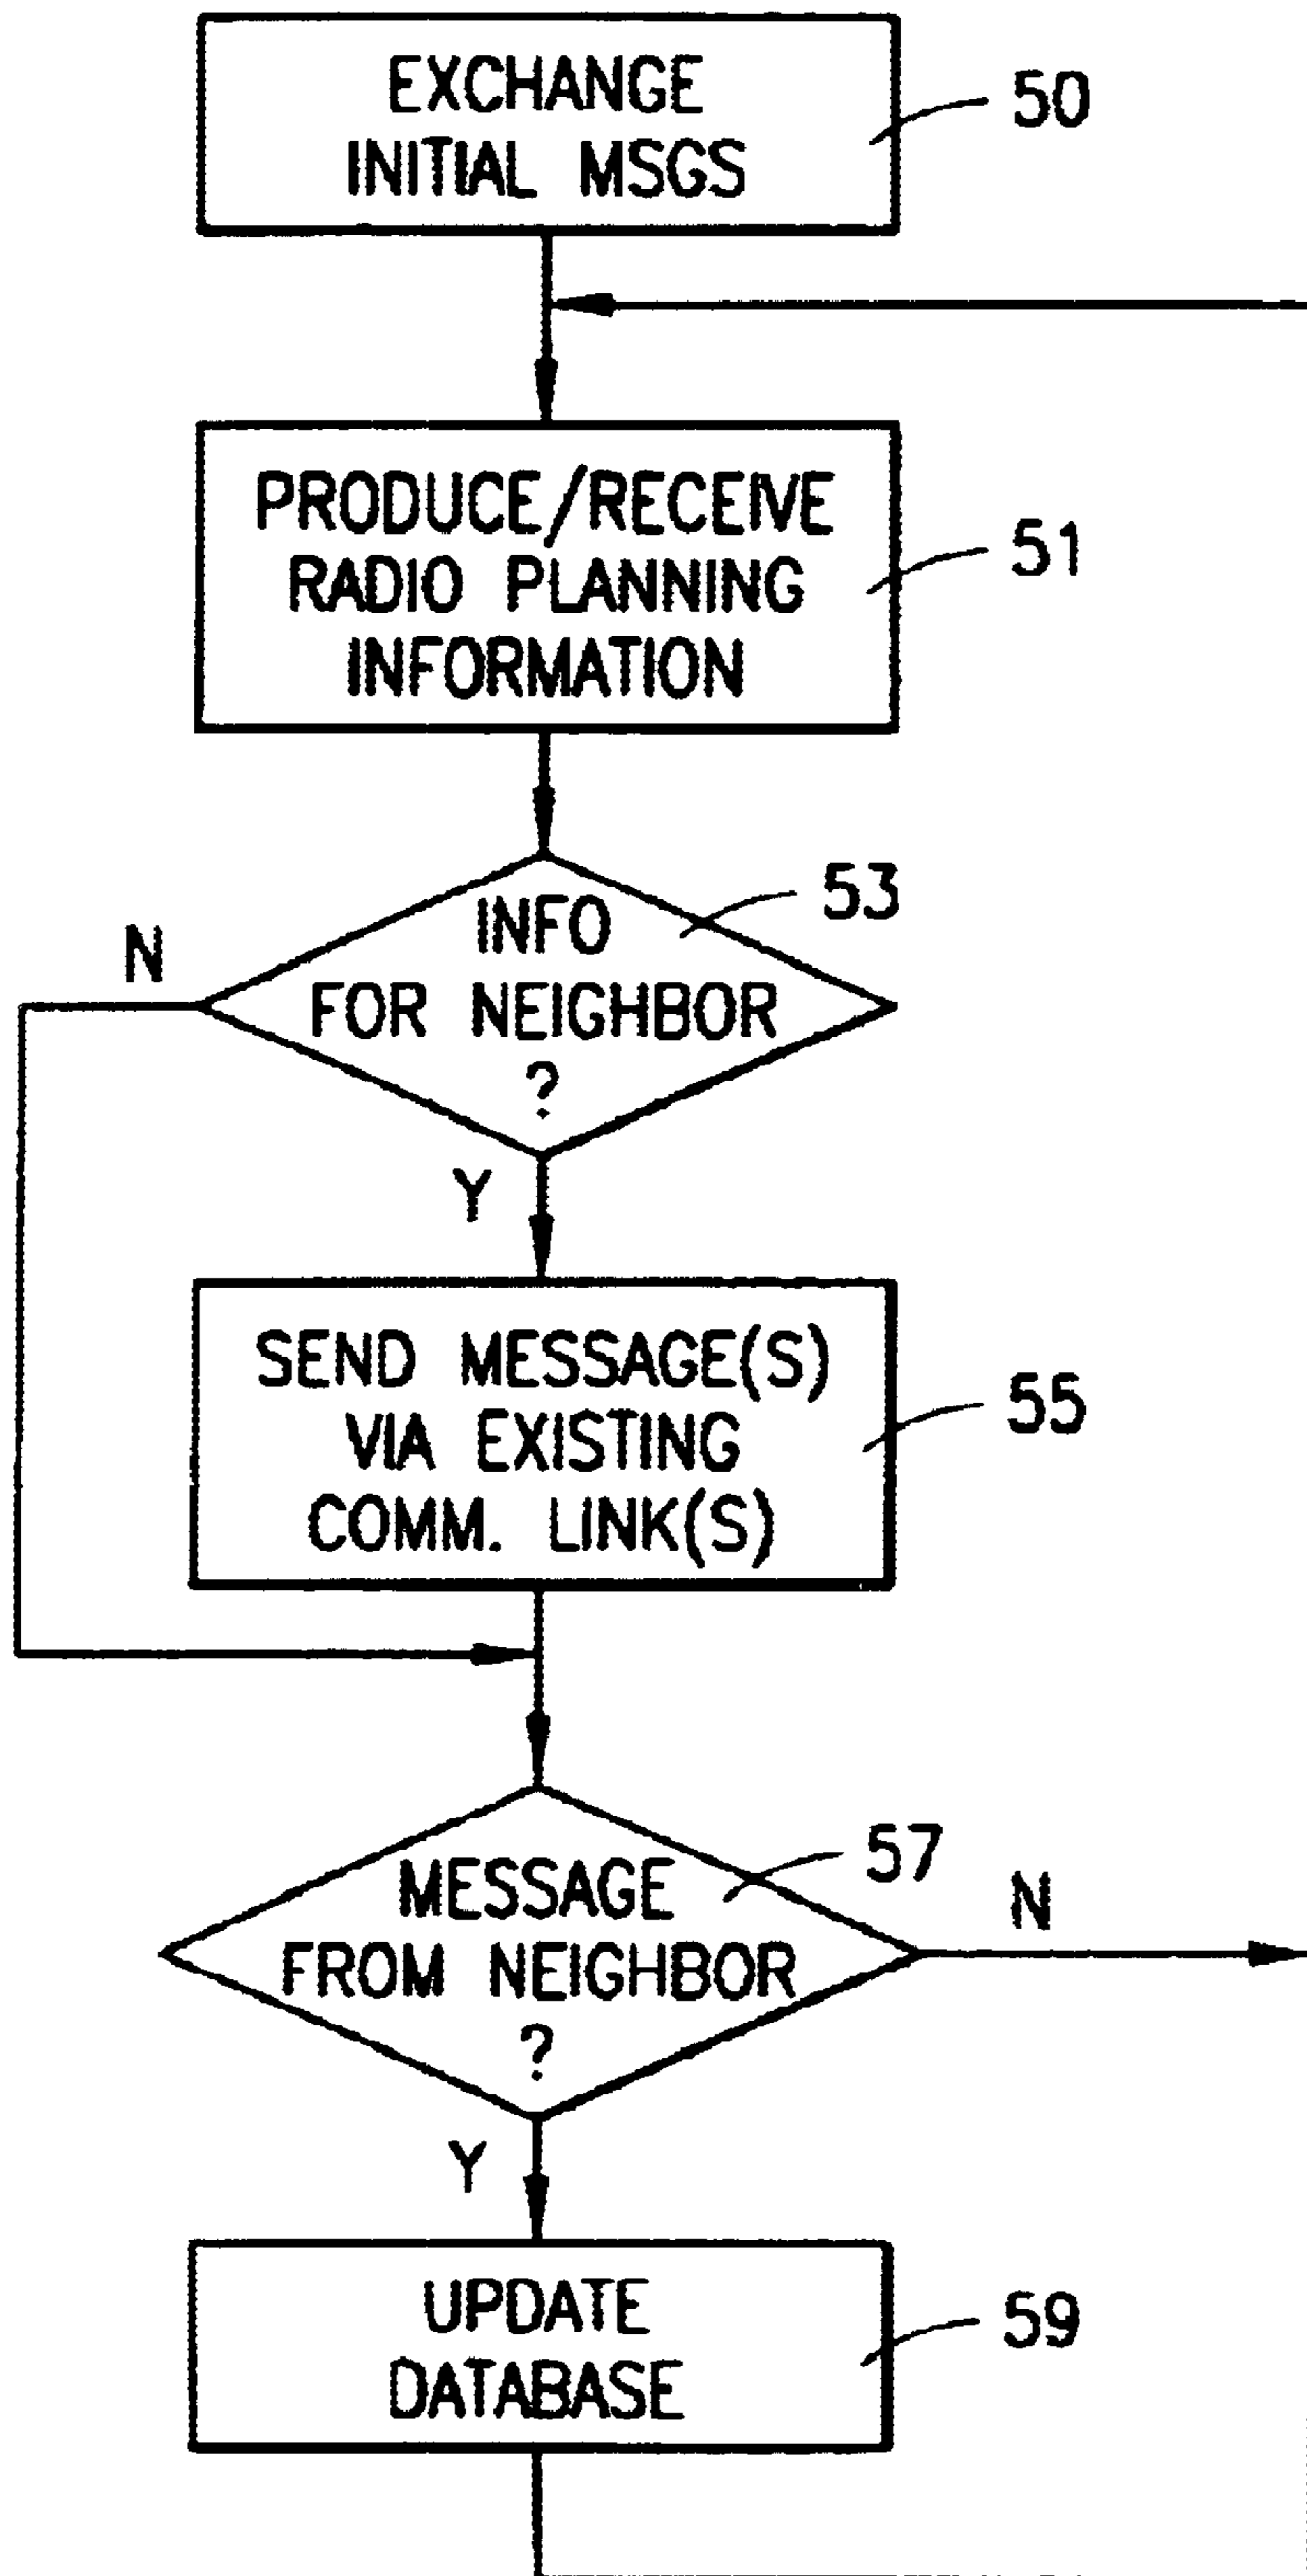 EXCHANGE
INITIAL MSGS
50
PRODUCE/RECEIVE
RADIO PLANNING
INFORMATION
51
INFO
FOR NEIGHBOR
?
53
N
Y
SEND MESSAGE(S)
VIA EXISTING
COMM. LINK(S)
55
MESSAGE
FROM NEIGHBOR
?
57
N
Y
UPDATE
DATABASE
59